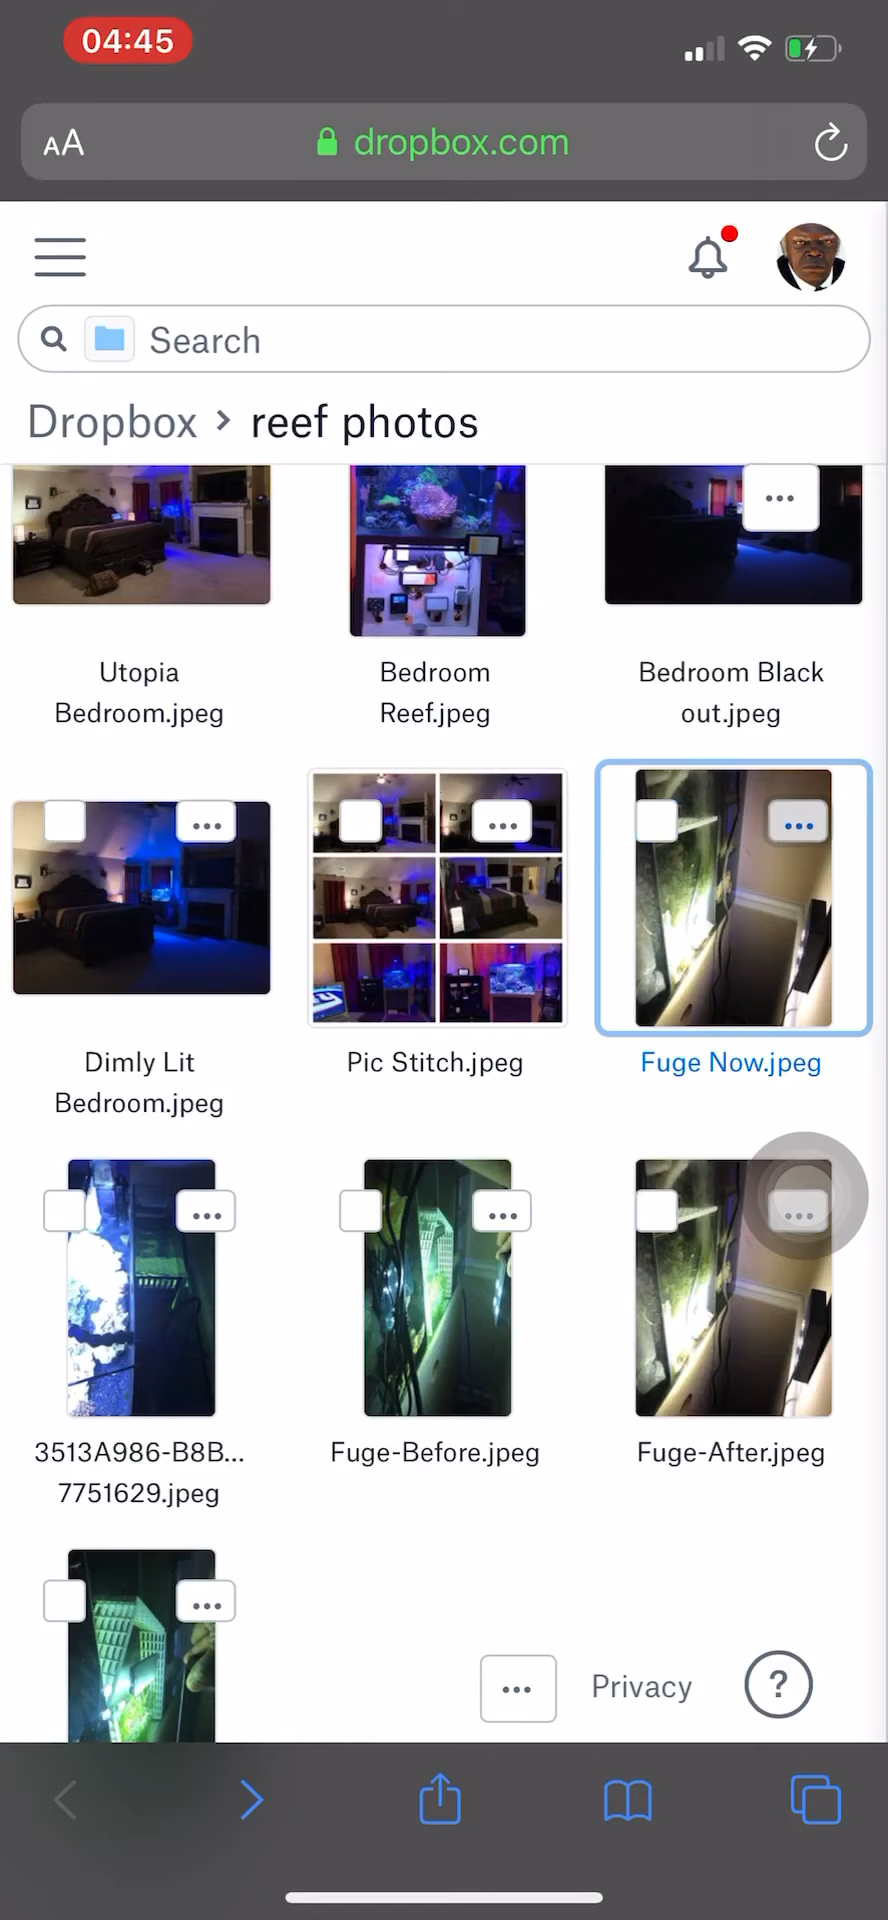 04:45
AA dropbox.com
Search
Dropbox > reef photos
Utopia
Bedroom.jpeg
Bedroom
Reef.jpeg
Bedroom Black
out.jpeg
Dimly Lit
Bedroom.jpeg
Pic Stitch.jpeg
Fuge Now.jpeg
3513A986-B8B...
7751629.jpeg
Fuge-Before.jpeg
Fuge-After.jpeg
... Privacy ?